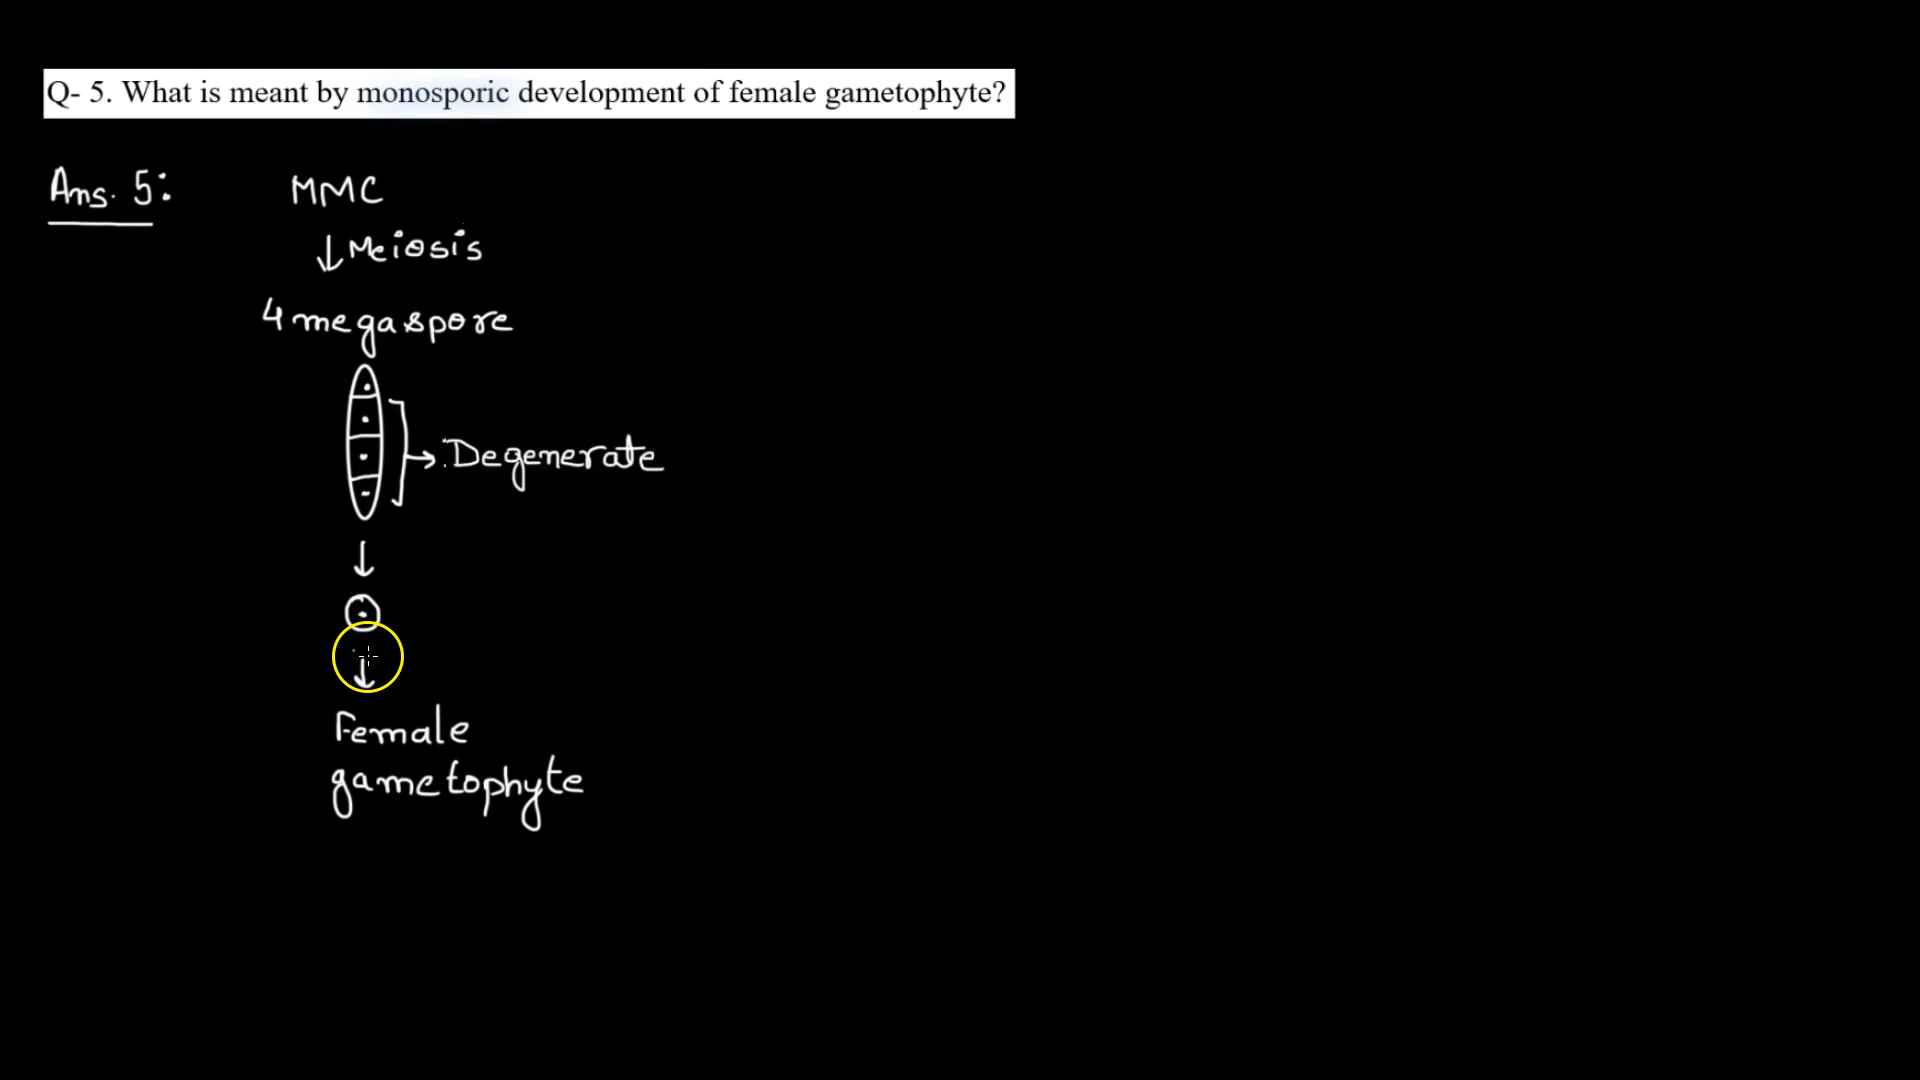 Q- 5. What is meant by monosporic development of female gametophyte?
Ans. 5:
MMC
↓ Meiosis
4 megaspore
→ Degenerate
↓
↓
Female
gametophyte